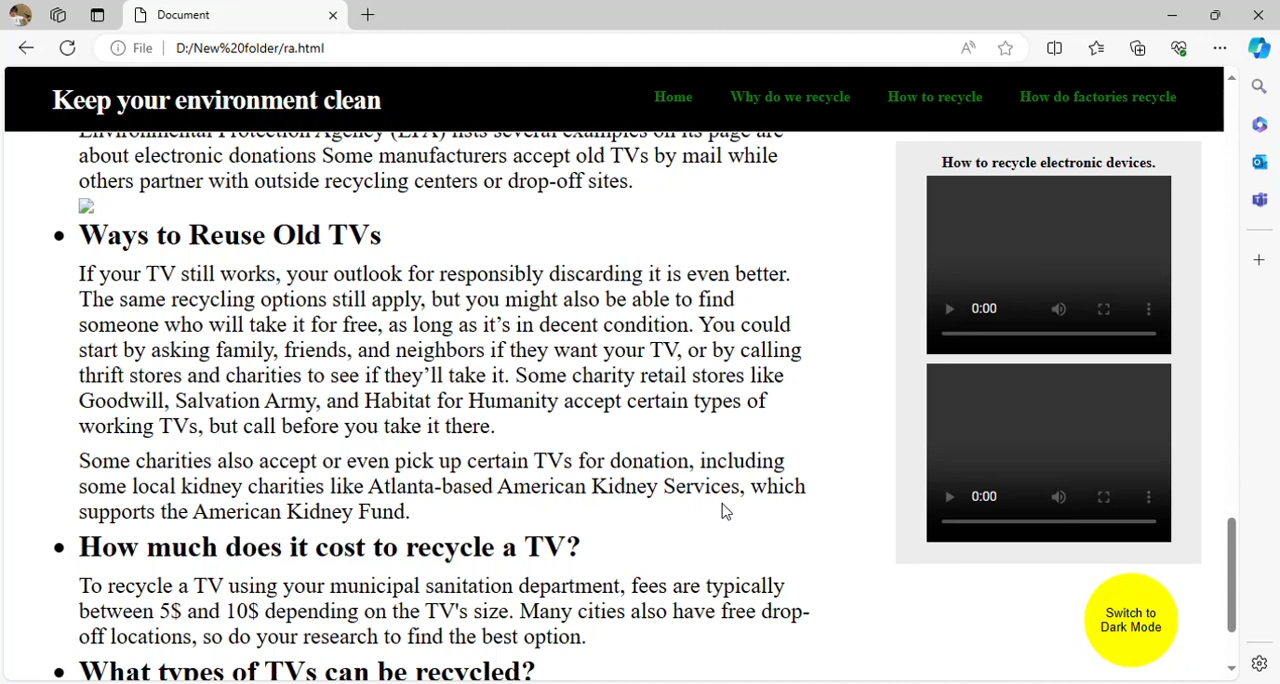 Document
File
D:/New%20folder/ra.html
Keep your environment clean
Home
Why do we recycle
How to recycle
How do factories recycle
Environmental Protection Agency (EPA) lists several examples on its page are
about electronic donations Some manufacturers accept old TVs by mail while
others partner with outside recycling centers or drop-off sites.
• Ways to Reuse Old TVs
If your TV still works, your outlook for responsibly discarding it is even better.
The same recycling options still apply, but you might also be able to find
someone who will take it for free, as long as it’s in decent condition. You could
start by asking family, friends, and neighbors if they want your TV, or by calling
thrift stores and charities to see if they’ll take it. Some charity retail stores like
Goodwill, Salvation Army, and Habitat for Humanity accept certain types of
working TVs, but call before you take it there.
Some charities also accept or even pick up certain TVs for donation, including
some local kidney charities like Atlanta-based American Kidney Services, which
supports the American Kidney Fund.
• How much does it cost to recycle a TV?
To recycle a TV using your municipal sanitation department, fees are typically
between 5$ and 10$ depending on the TV's size. Many cities also have free drop-
off locations, so do your research to find the best option.
• What types of TVs can be recycled?
How to recycle electronic devices.
0:00
0:00
Switch to
Dark Mode